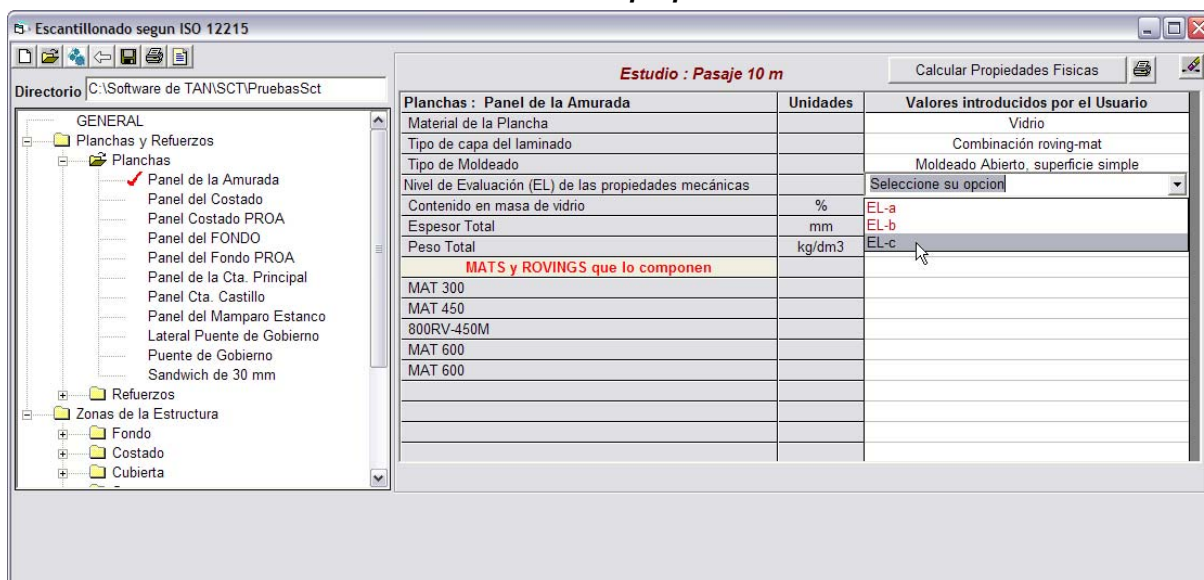 Escantillonado segun ISO 12215
Directorio C:\Software de TAN\SCT\PruebasSct
GENERAL
Planchas y Refuerzos
Planchas
Panel de la Amurada
Panel del Costado
Panel Costado PROA
Panel del FONDO
Panel del Fondo PROA
Panel de la Cta. Principal
Panel Cta. Castillo
Panel del Mamparo Estanco
Lateral Puente de Gobierno
Puente de Gobierno
Sandwich de 30 mm
Refuerzos
Zonas de la Estructura
Fondo
Costado
Cubierta
Estudio : Pasaje 10 m
Calcular Propiedades Fisicas
Planchas : Panel de la Amurada Unidades Valores introducidos por el Usuario
Material de la Plancha Vidrio
Tipo de capa del laminado Combinación roving-mat
Tipo de Moldeado Moldeado Abierto, superficie simple
Nivel de Evaluación (EL) de las propiedades mecánicas Seleccione su opcion
Contenido en masa de vidrio % EL-a
Espesor Total mm EL-b
Peso Total kg/dm3 EL-c
MATS y ROVINGS que lo componen
MAT 300
MAT 450
800RV-450M
MAT 600
MAT 600